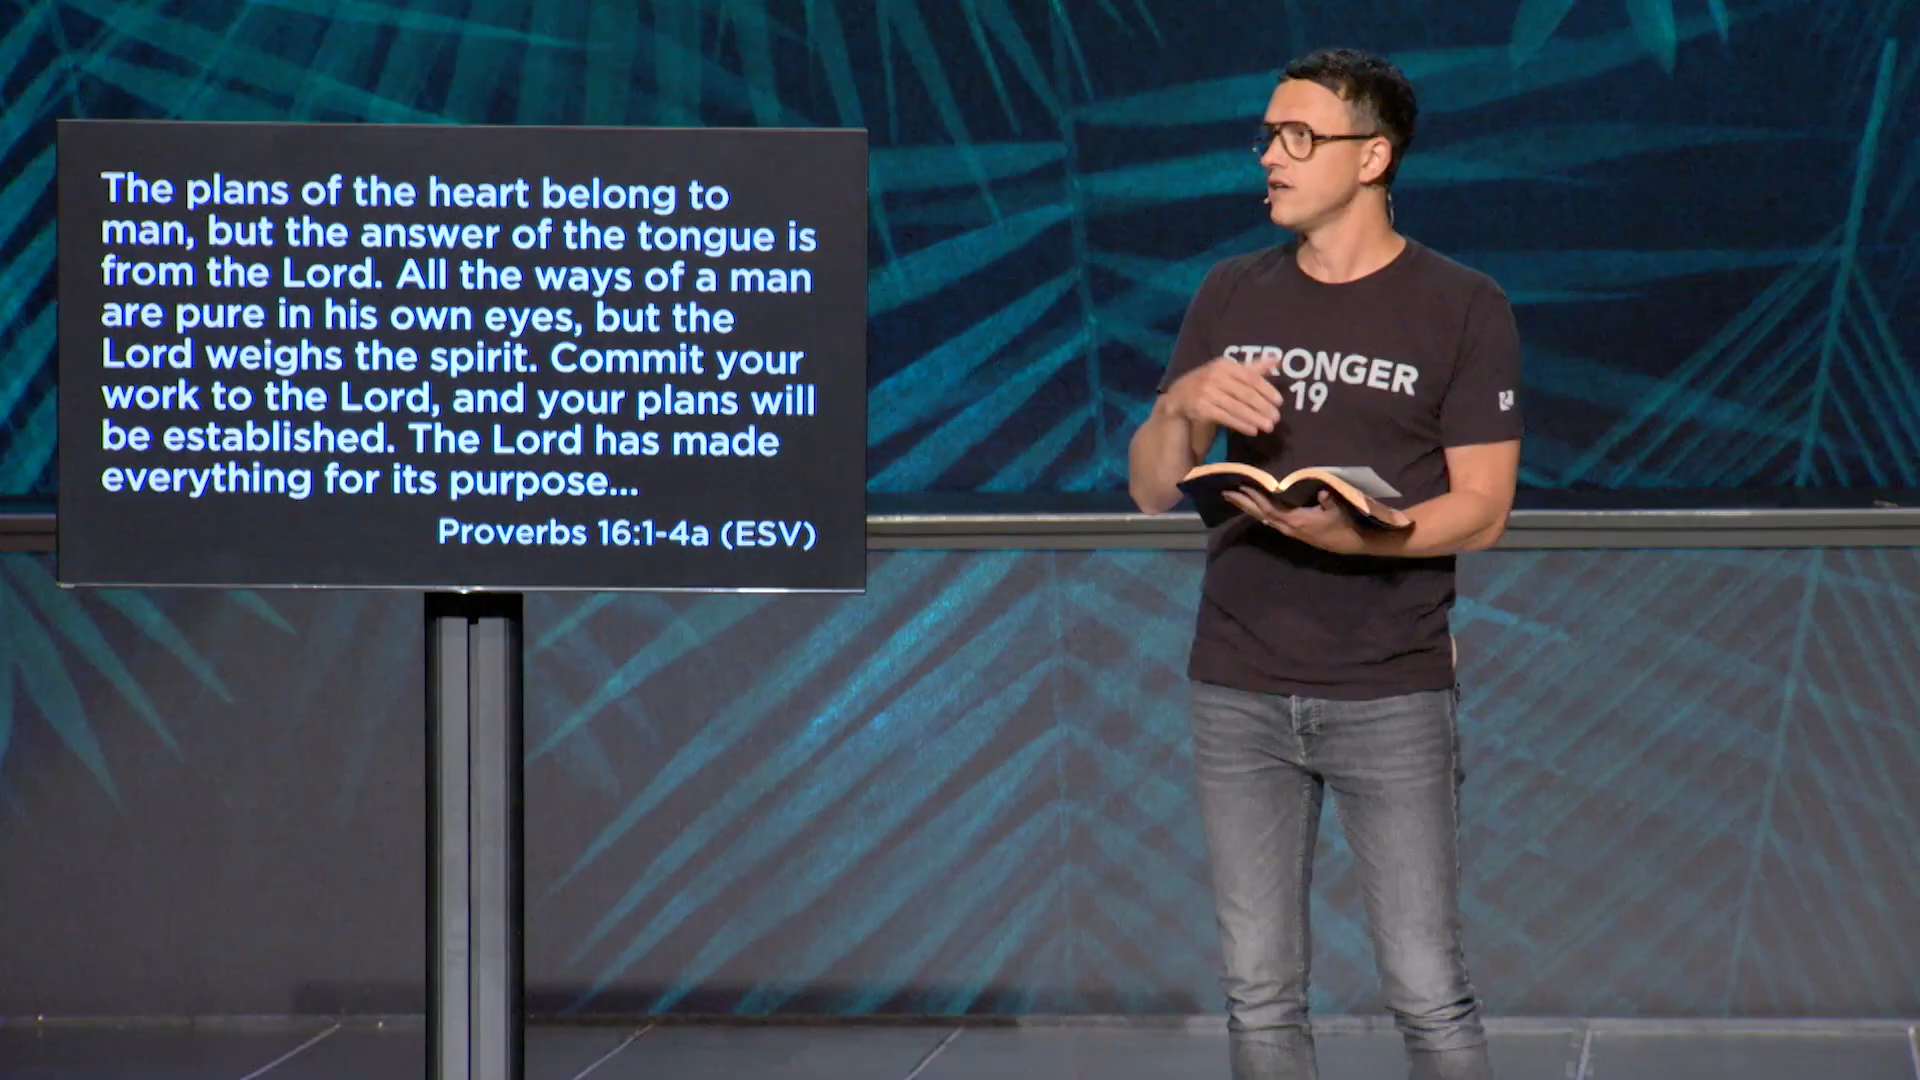 The plans of the heart belong to
man, but the answer of the tongue is
from the Lord. All the ways of a man
are pure in his own eyes, but the
Lord weighs the spirit. Commit your
work to the Lord, and your plans will
be established. The Lord has made
everything for its purpose...
Proverbs 16:1-4a (ESV)
STRONGER
19